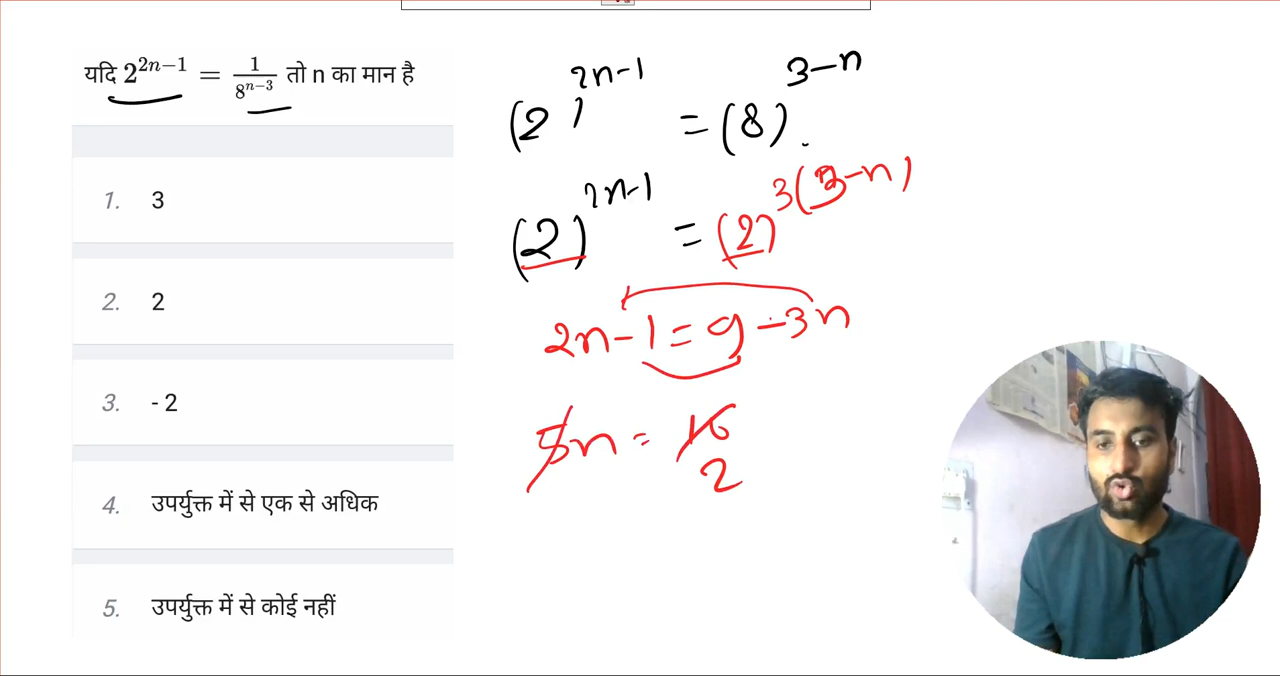 यदि 2^{2n−1} = \frac{1}{8^{n−3}} तो n का मान है
1. 3
2. 2
3. - 2
4. उपर्युक्त में से एक से अधिक
5. उपर्युक्त में से कोई नहीं
(2)^{2n-1} = (8)^{3-n}
(2)^{2n-1} = (2)^{3(3-n)}
2n-1 = 9-3n
5n = 10
2